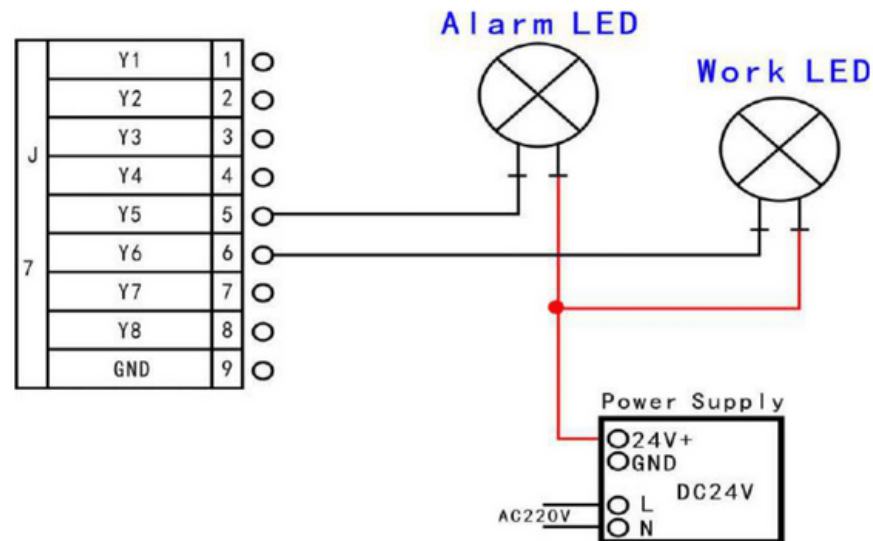 Alarm LED
Work LED
J7
Y1 1
Y2 2
Y3 3
Y4 4
Y5 5
Y6 6
Y7 7
Y8 8
GND 9
Power Supply
24V+
GND
DC24V
AC220V
L
N